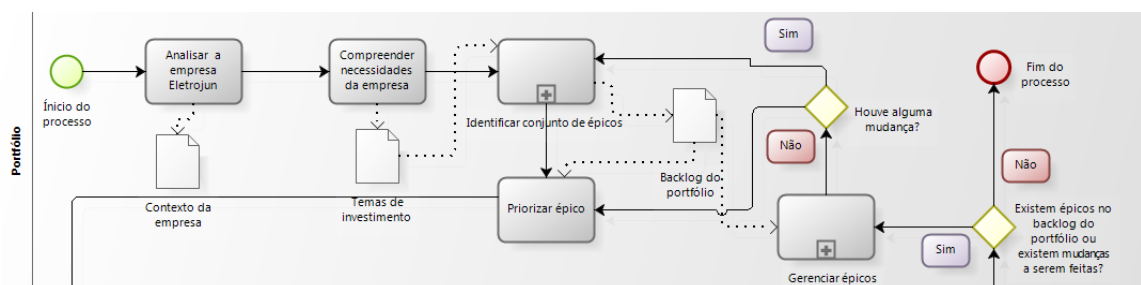 Portfólio
Ínicio do
processo
Analisar a
empresa
Eletrojun
Contexto da
empresa
Compreender
necessidades
da empresa
Temas de
investimento
Identificar conjunto de épicos
Priorizar épico
Backlog do
portfólio
Sim
Houve alguma
mudança?
Não
Gerenciar épicos
Fim do
processo
Não
Existem épicos no
backlog do
portfólio ou
existem mudanças
a serem feitas?
Sim